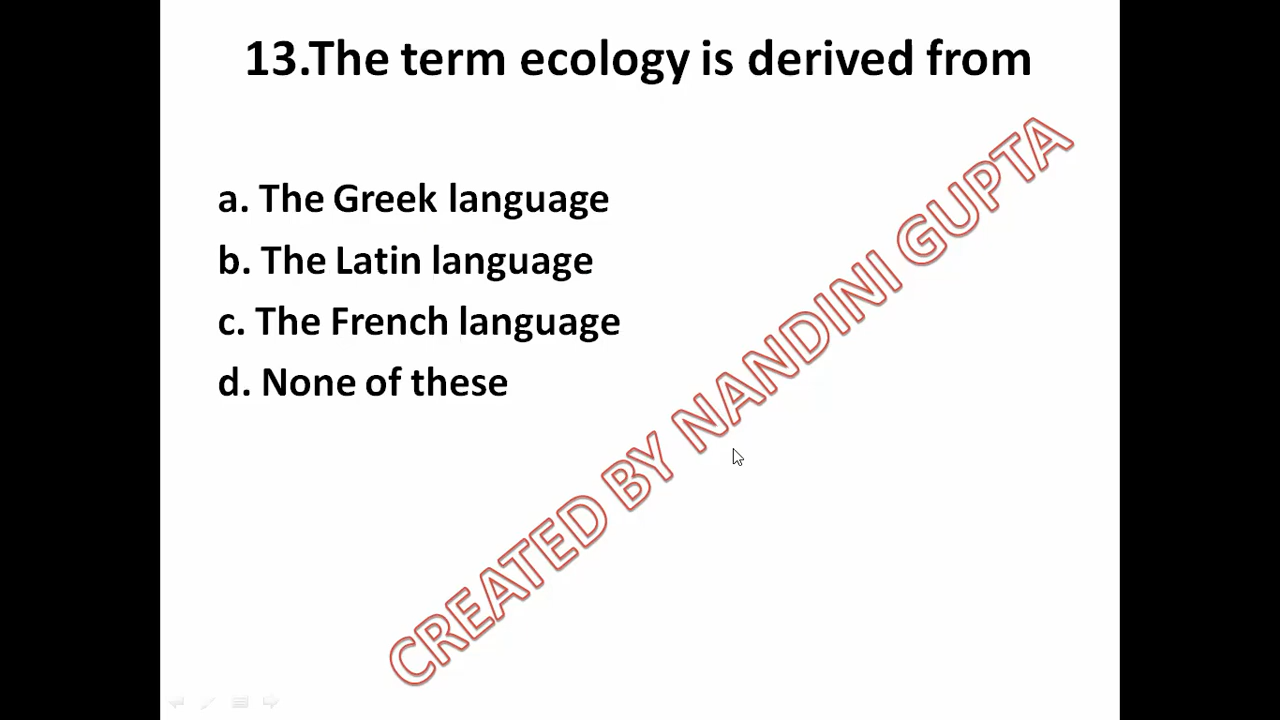 13.The term ecology is derived from
a. The Greek language
b. The Latin language
c. The French language
d. None of these
CREATED BY NANDINI GUPTA